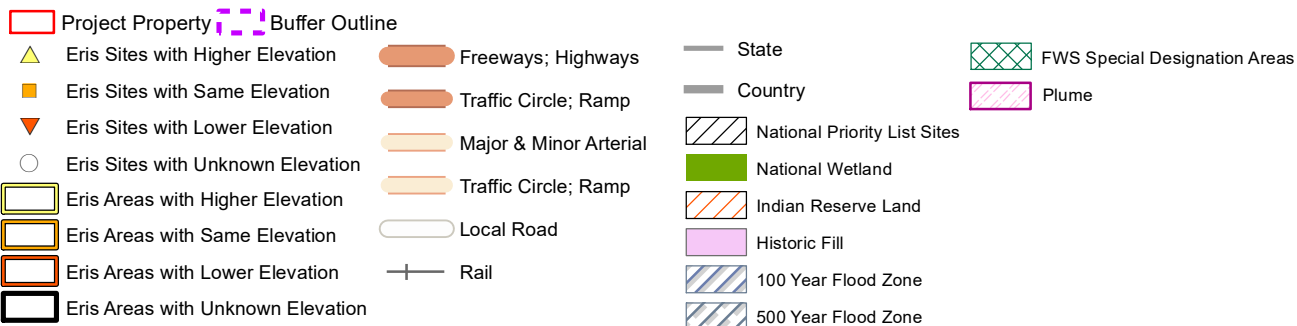 Project Property
Buffer Outline
Eris Sites with Higher Elevation
Eris Sites with Same Elevation
Eris Sites with Lower Elevation
Eris Sites with Unknown Elevation
Eris Areas with Higher Elevation
Eris Areas with Same Elevation
Eris Areas with Lower Elevation
Eris Areas with Unknown Elevation
Freeways; Highways
Traffic Circle; Ramp
Major & Minor Arterial
Traffic Circle; Ramp
Local Road
Rail
State
Country
National Priority List Sites
National Wetland
Indian Reserve Land
Historic Fill
100 Year Flood Zone
500 Year Flood Zone
FWS Special Designation Areas
Plume